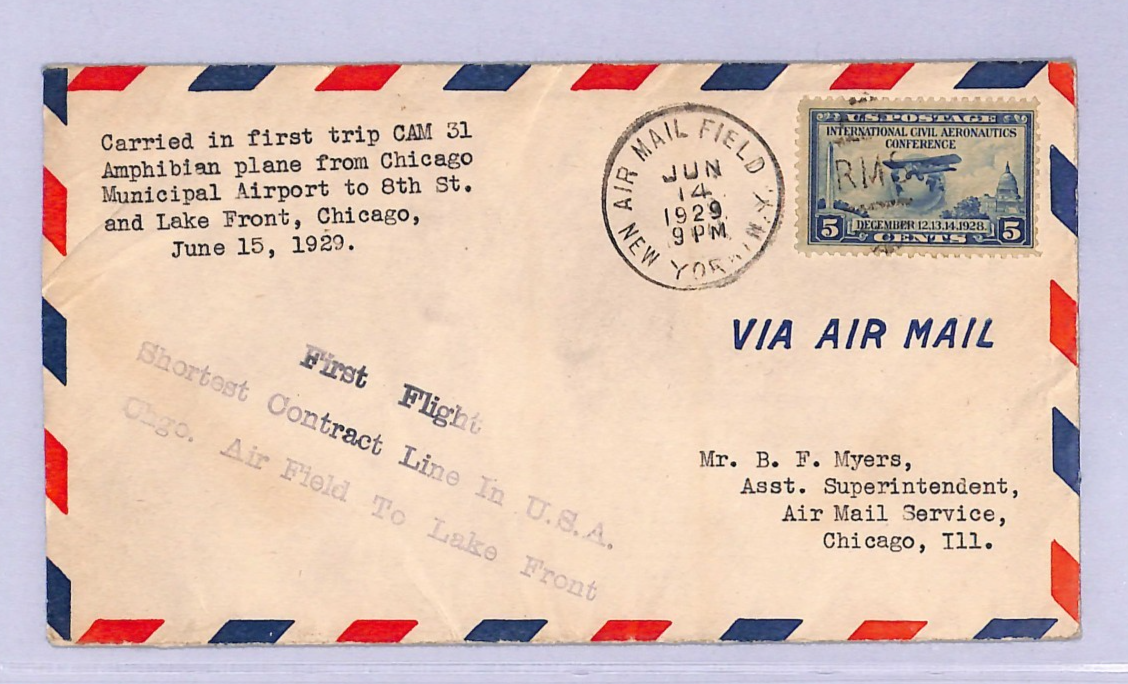 Carried in first trip CAM 31
Amphibian plane from Chicago
Municipal Airport to 8th St.
and Lake Front, Chicago,
June 15, 1929.
AIR MAIL FIELD N.Y.
JUN
14
1929
9 PM
NEW YORK
U.S. POSTAGE
INTERNATIONAL CIVIL AERONAUTICS
CONFERENCE
RMS
5 DECEMBER 12.13.14.1928. 5
CENTS
VIA AIR MAIL
First Flight
Shortest Contract Line In U.S.A.
Chgo. Air Field To Lake Front
Mr. B. F. Myers,
Asst. Superintendent,
Air Mail Service,
Chicago, Ill.